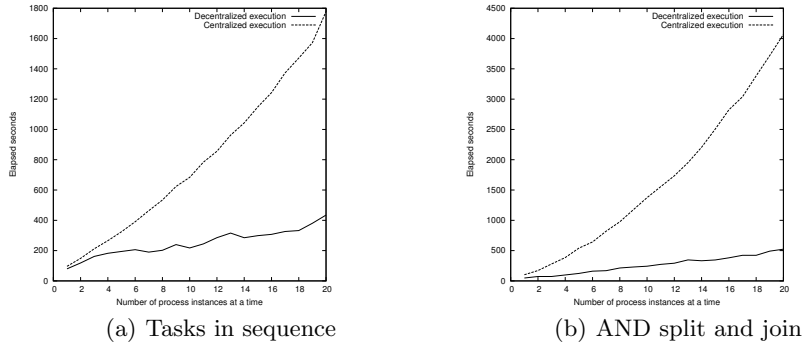 1800
1600
1400
1200
1000
800
600
400
200
0
Elapsed seconds
Decentralized execution
Centralized execution
0 2 4 6 8 10 12 14 16 18 20
Number of process instances at a time
(a) Tasks in sequence
4500
4000
3500
3000
2500
2000
1500
1000
500
0
Elapsed seconds
Decentralized execution
Centralized execution
0 2 4 6 8 10 12 14 16 18 20
Number of process instances at a time
(b) AND split and join